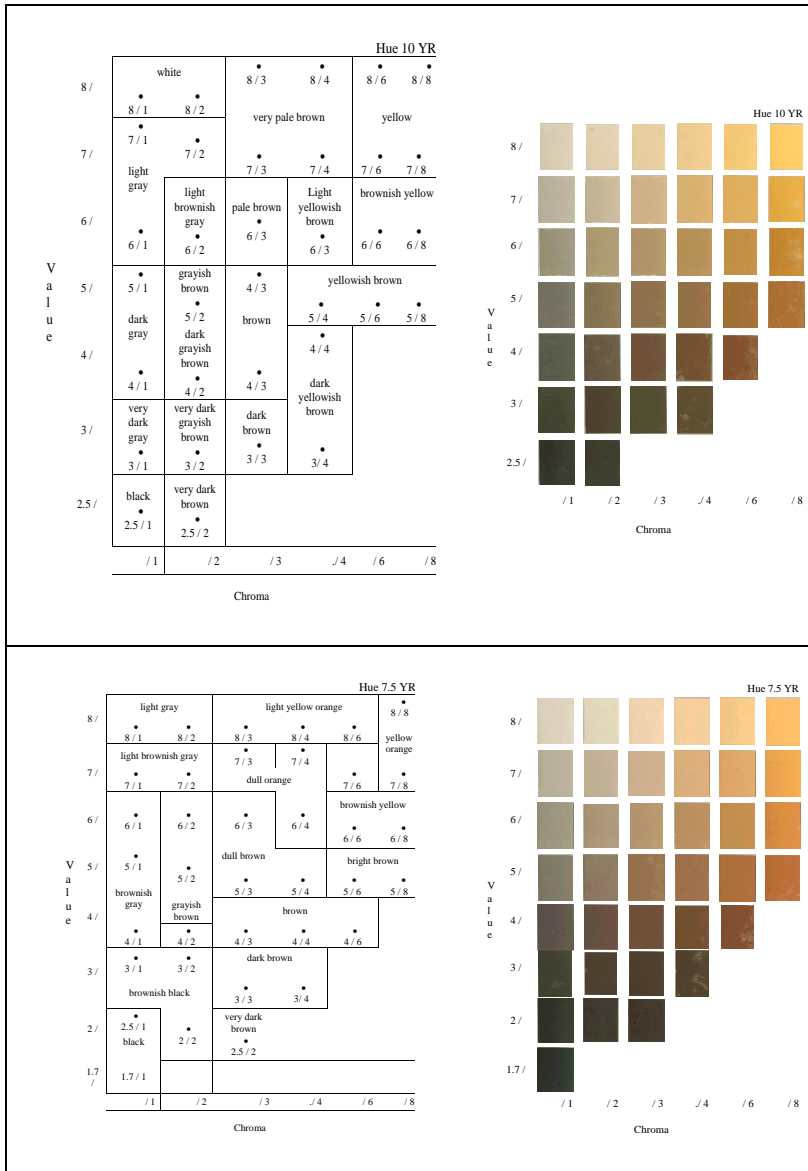 Hue 10 YR
white
8 / 3 8 / 4 8 / 6 8 / 8
8 /
8 / 1 8 / 2
7 / 1
very pale brown yellow
7 / 2
7 /
7 / 3 7 / 4 7 / 6 7 / 8
light
gray
light
brownish
gray
pale brown
Light
yellowish
brown
brownish yellow
6 /
6 / 1 6 / 2 6 / 3 6 / 3 6 / 6 6 / 8
V
a
l
u
e
5 /
5 / 1
grayish
brown
5 / 2
4 / 3
yellowish brown
5 / 4 5 / 6 5 / 8
dark
gray
dark
grayish
brown
brown
4 / 4
4 /
4 / 1 4 / 2 4 / 3
dark
yellowish
brown
very
dark
gray
very dark
grayish
brown
dark
brown
3 /
3 / 1 3 / 2 3 / 3 3 / 4
2.5 /
black
2.5 / 1
very dark
brown
2.5 / 2
/ 1 / 2 / 3 ./ 4 / 6 / 8
Chroma
Hue 10 YR
8 /
7 /
6 /
5 /
V
a
l
u
e
4 /
3 /
2.5 /
/ 1 / 2 / 3 ./ 4 / 6 / 8
Chroma
Hue 7.5 YR
light gray light yellow orange
8 / 8
8 /
8 / 1 8 / 2 8 / 3 8 / 4 8 / 6
yellow
orange
light brownish gray
7 / 3 7 / 4
7 /
dull orange
7 / 1 7 / 2 7 / 6 7 / 8
brownish yellow
6 /
6 / 1 6 / 2 6 / 3 6 / 4 6 / 6 6 / 8
V
a
l
u
e
5 /
5 / 1
5 / 2
dull brown bright brown
5 / 3 5 / 4 5 / 6 5 / 8
brownish
gray
grayish
brown
brown
4 /
4 / 1 4 / 2 4 / 3 4 / 4 4 / 6
3 /
3 / 1 3 / 2
dark brown
brownish black
3 / 3 3 / 4
2 /
2.5 / 1
black
2 / 2
very dark
brown
2.5 / 2
1.7
/
1.7 / 1
/ 1 / 2 / 3 ./ 4 / 6 / 8
Chroma
Hue 7.5 YR
8 /
7 /
6 /
5 /
V
a
l
u
e
4 /
3 /
2 /
1.7 /
/ 1 / 2 / 3 ./ 4 / 6 / 8
Chroma